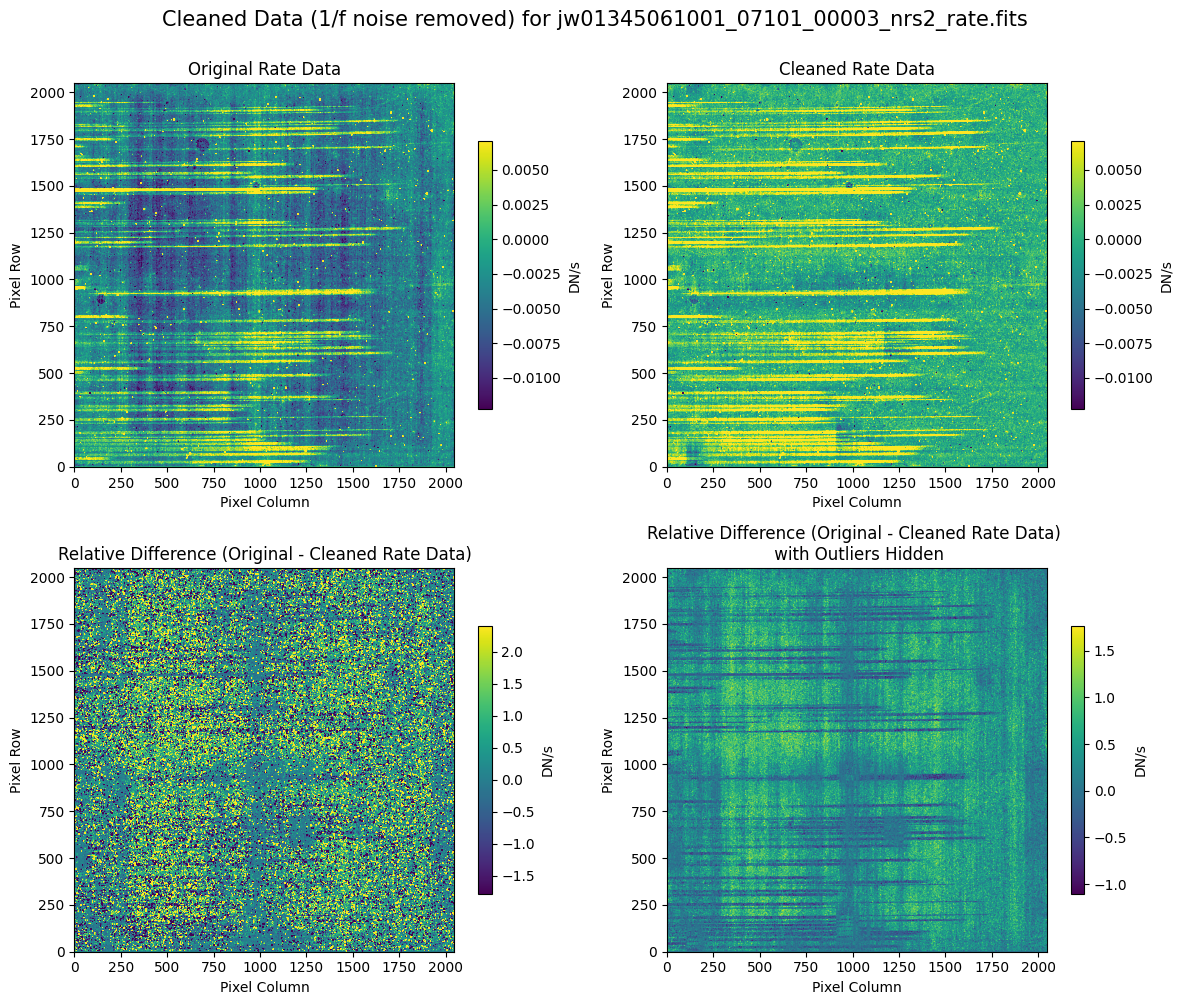 Cleaned Data (1/f noise removed) for jw01345061001_07101_00003_nrs2_rate.fits
Original Rate Data
2000
1750
1500
1250
1000
750
500
250
0
Pixel Row
0 250 500 750 1000 1250 1500 1750 2000
Pixel Column
0.0050
0.0025
0.0000
−0.0025
−0.0050
−0.0075
−0.0100
DN/s
Cleaned Rate Data
2000
1750
1500
1250
1000
750
500
250
0
Pixel Row
0 250 500 750 1000 1250 1500 1750 2000
Pixel Column
0.0050
0.0025
0.0000
−0.0025
−0.0050
−0.0075
−0.0100
DN/s
Relative Difference (Original - Cleaned Rate Data)
2000
1750
1500
1250
1000
750
500
250
0
Pixel Row
0 250 500 750 1000 1250 1500 1750 2000
Pixel Column
2.0
1.5
1.0
0.5
0.0
−0.5
−1.0
−1.5
DN/s
Relative Difference (Original - Cleaned Rate Data)
with Outliers Hidden
2000
1750
1500
1250
1000
750
500
250
0
Pixel Row
0 250 500 750 1000 1250 1500 1750 2000
Pixel Column
1.5
1.0
0.5
0.0
−0.5
−1.0
DN/s